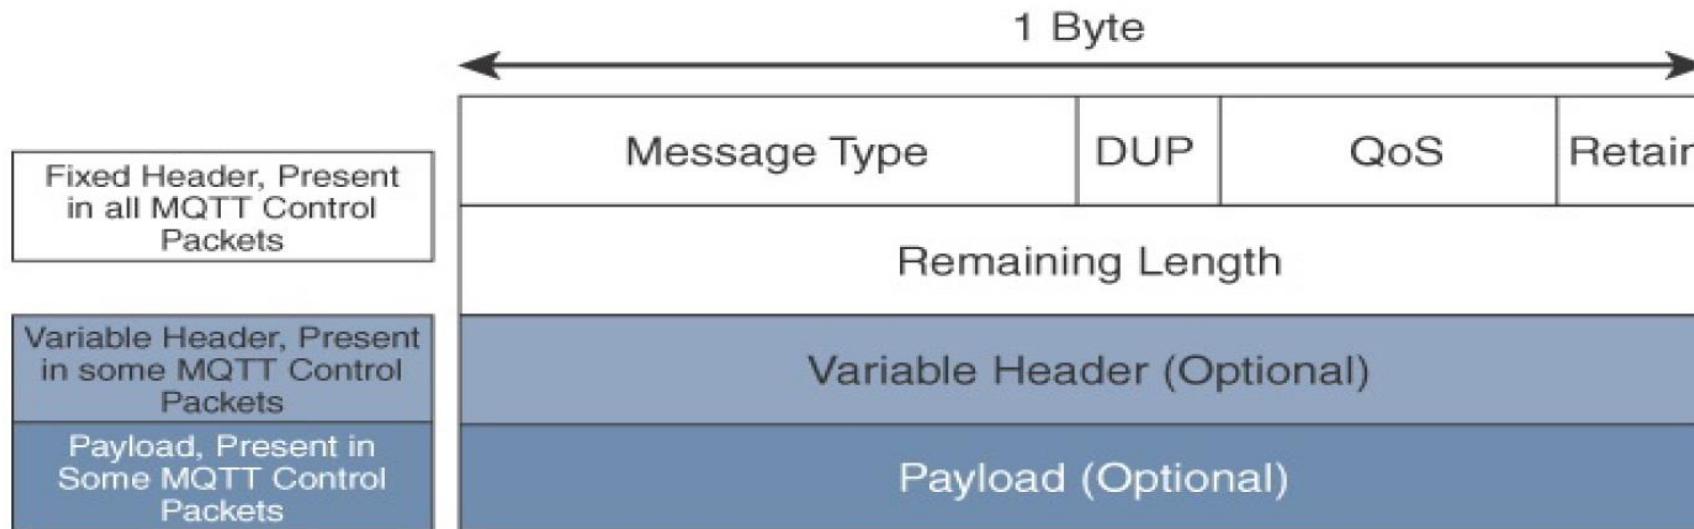 1 Byte
Message Type DUP QoS Retain
Fixed Header, Present
in all MQTT Control
Packets
Remaining Length
Variable Header, Present
in some MQTT Control
Packets
Variable Header (Optional)
Payload, Present in
Some MQTT Control
Packets
Payload (Optional)